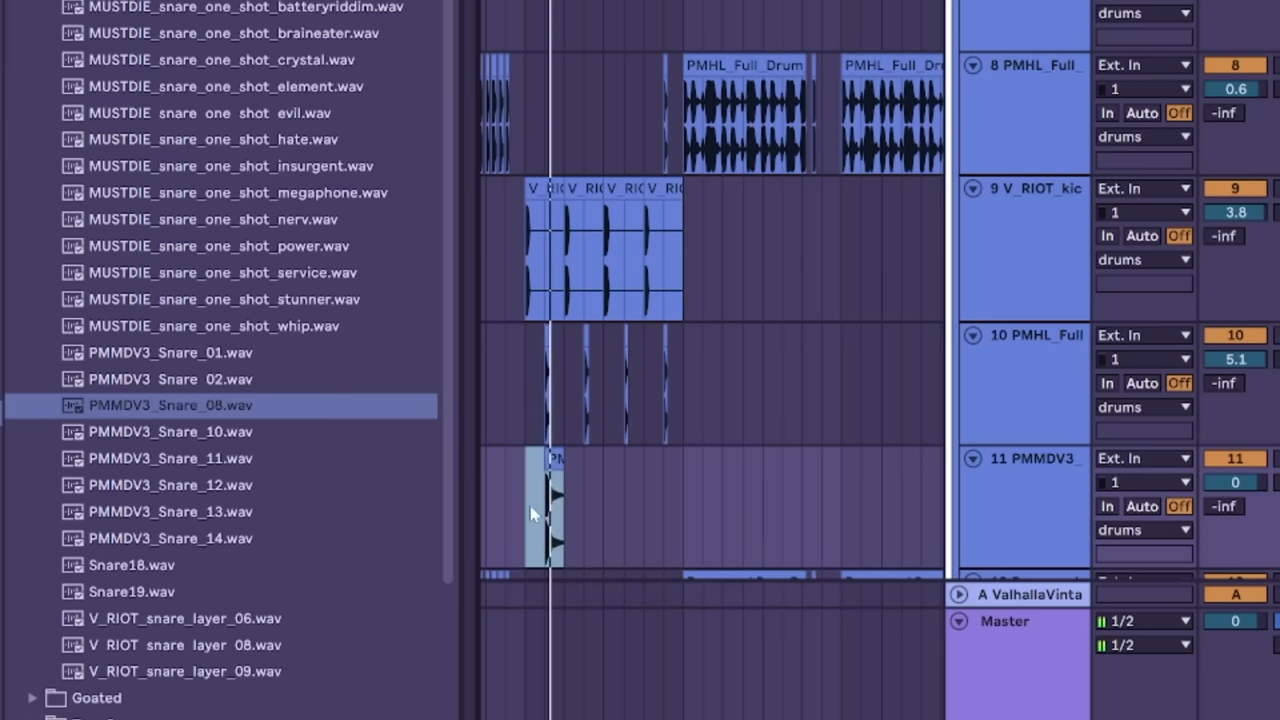 MUSTDIE_snare_one_shot_batteryriddim.wav
MUSTDIE_snare_one_shot_braineater.wav
MUSTDIE_snare_one_shot_crystal.wav
MUSTDIE_snare_one_shot_element.wav
MUSTDIE_snare_one_shot_evil.wav
MUSTDIE_snare_one_shot_hate.wav
MUSTDIE_snare_one_shot_insurgent.wav
MUSTDIE_snare_one_shot_megaphone.wav
MUSTDIE_snare_one_shot_nerv.wav
MUSTDIE_snare_one_shot_power.wav
MUSTDIE_snare_one_shot_service.wav
MUSTDIE_snare_one_shot_stunner.wav
MUSTDIE_snare_one_shot_whip.wav
PMMDV3_Snare_01.wav
PMMDV3_Snare_02.wav
PMMDV3_Snare_08.wav
PMMDV3_Snare_10.wav
PMMDV3_Snare_11.wav
PMMDV3_Snare_12.wav
PMMDV3_Snare_13.wav
PMMDV3_Snare_14.wav
Snare18.wav
Snare19.wav
V_RIOT_snare_layer_06.wav
V_RIOT_snare_layer_08.wav
V_RIOT_snare_layer_09.wav
Goated
PMHL_Full_Drum
PMHL_Full_Dr
V_RIC V_RIC V_RIC V_RIC
PM
drums
8 PMHL_Full_ Ext. In 8
1 0.6
In Auto Off -inf
drums
9 V_RIOT_kic Ext. In 9
1 3.8
In Auto Off -inf
drums
10 PMHL_Full Ext. In 10
1 5.1
In Auto Off -inf
drums
11 PMMDV3_ Ext. In 11
1 0
In Auto Off -inf
drums
A ValhallaVinta A
Master 1/2 0
1/2